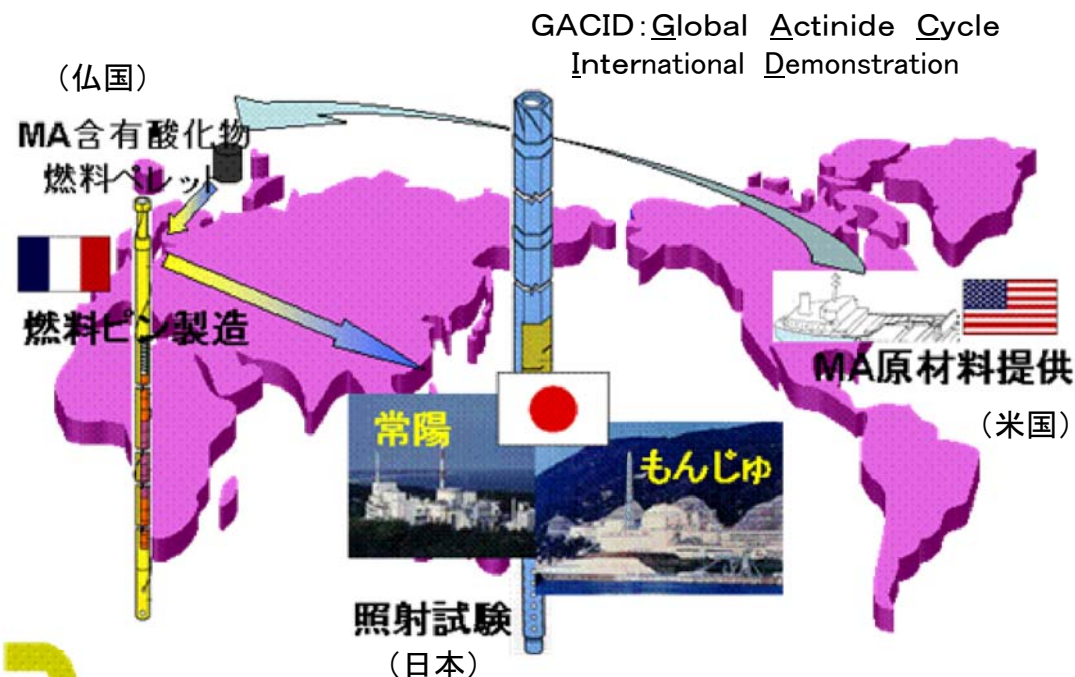 GACID:Global Actinide Cycle
International Demonstration
(仏国)
MA含有酸化物
燃料ペレット
燃料ピン製造
MA原材料提供
(米国)
常陽
もんじゅ
照射試験
(日本)